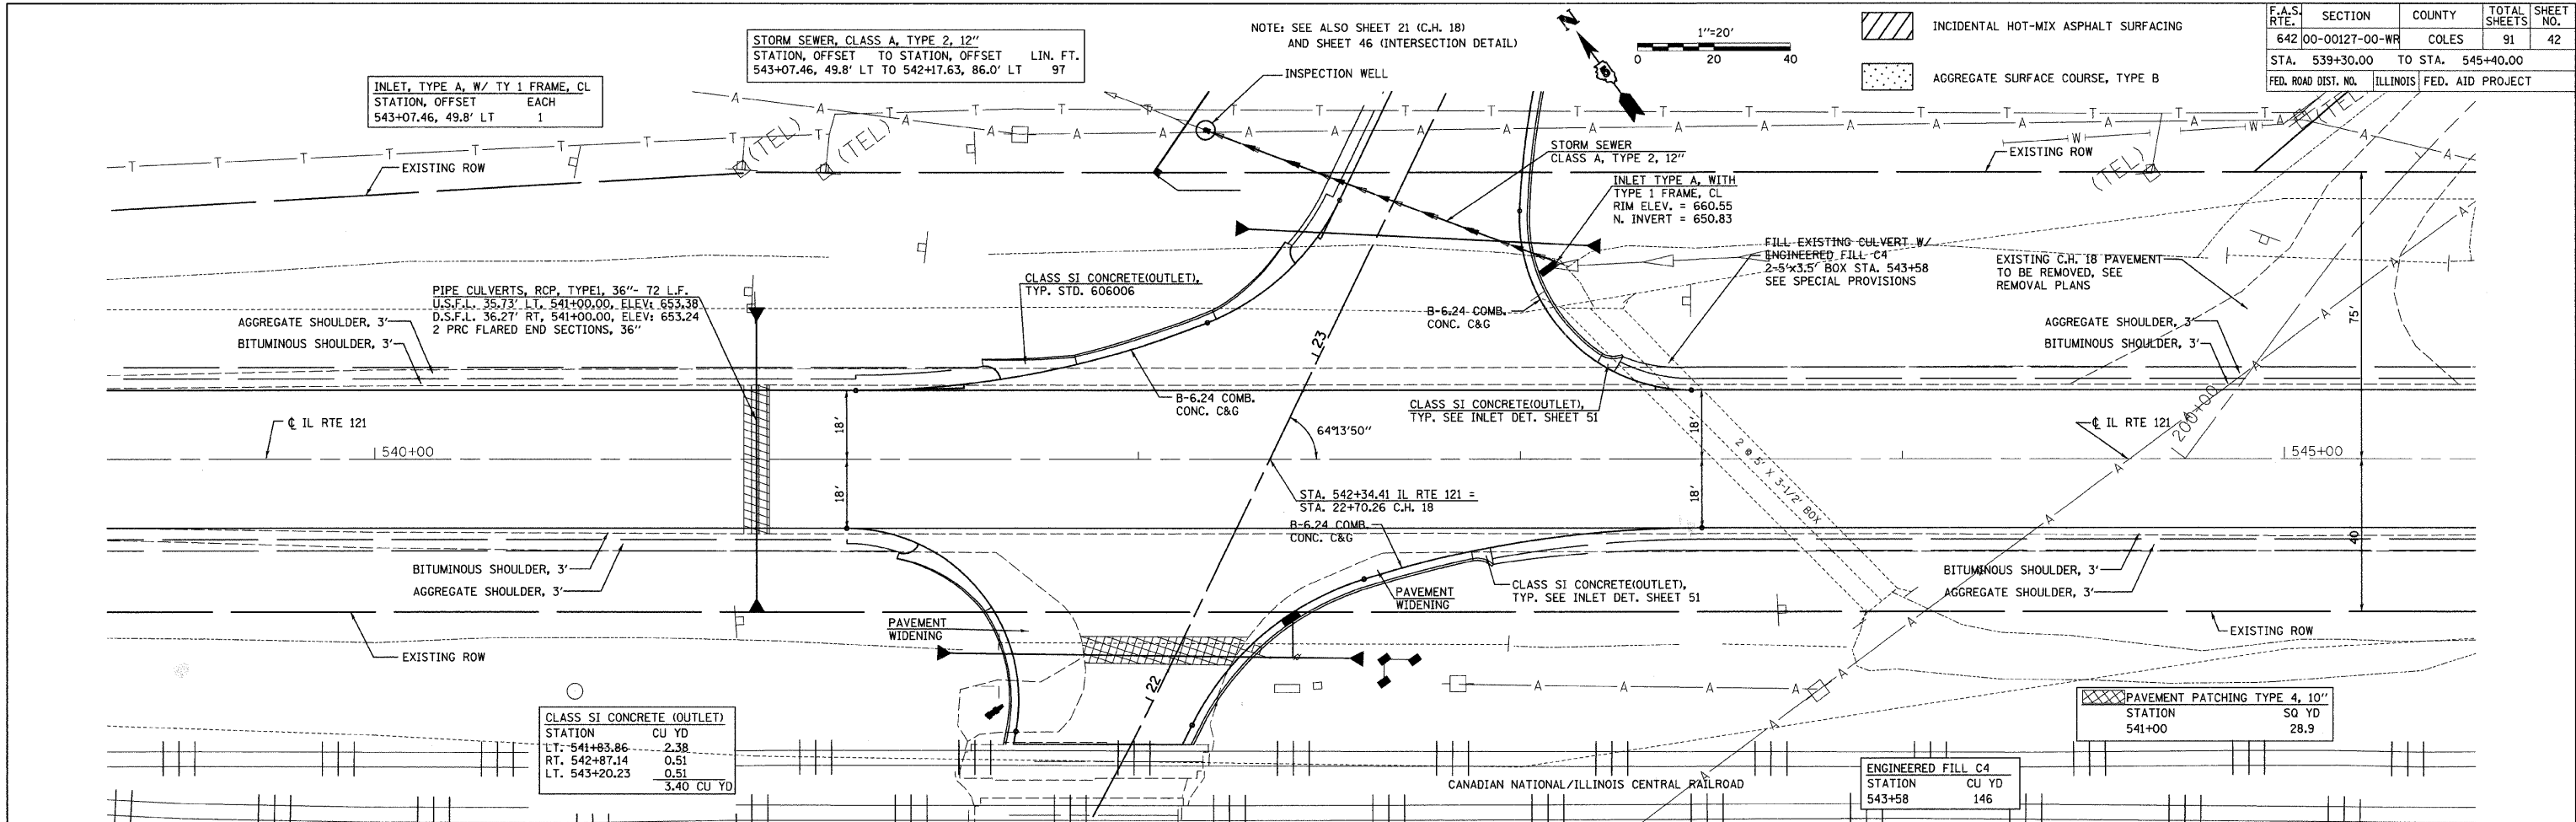 F.A.S. RTE. SECTION COUNTY TOTAL SHEETS SHEET NO.
642 00-00127-00-WR COLES 91 42
STA. 539+30.00 TO STA. 545+40.00
FED. ROAD DIST. NO. ILLINOIS FED. AID PROJECT
INCIDENTAL HOT-MIX ASPHALT SURFACING
AGGREGATE SURFACE COURSE, TYPE B
1"=20'
0 20 40
N
NOTE: SEE ALSO SHEET 21 (C.H. 18)
AND SHEET 46 (INTERSECTION DETAIL)
STORM SEWER, CLASS A, TYPE 2, 12"
STATION, OFFSET TO STATION, OFFSET LIN. FT.
543+07.46, 49.8' LT TO 542+17.63, 86.0' LT 97
INLET, TYPE A, W/ TY 1 FRAME, CL
STATION, OFFSET EACH
543+07.46, 49.8' LT 1
INSPECTION WELL
(TEL)
(TEL)
(TEL)
(TEL)
EXISTING ROW
EXISTING ROW
STORM SEWER
CLASS A, TYPE 2, 12"
INLET TYPE A, WITH
TYPE 1 FRAME, CL
RIM ELEV. = 660.55
N. INVERT = 650.83
FILL EXISTING CULVERT W/
ENGINEERED FILL C4
2-5'x3.5' BOX STA. 543+58
SEE SPECIAL PROVISIONS
EXISTING C.H. 18 PAVEMENT
TO BE REMOVED, SEE
REMOVAL PLANS
CLASS SI CONCRETE(OUTLET),
TYP. STD. 606006
PIPE CULVERTS, RCP, TYPE1, 36"- 72 L.F.
U.S.F.L. 35.73' LT, 541+00.00, ELEV: 653.38
D.S.F.L. 36.27' RT, 541+00.00, ELEV: 653.24
2 PRC FLARED END SECTIONS, 36"
AGGREGATE SHOULDER, 3'
BITUMINOUS SHOULDER, 3'
B-6.24 COMB.
CONC. C&G
AGGREGATE SHOULDER, 3'
BITUMINOUS SHOULDER, 3'
75'
23
B-6.24 COMB.
CONC. C&G
CLASS SI CONCRETE(OUTLET),
TYP. SEE INLET DET. SHEET 51
18'
18'
64°13'50"
℄ IL RTE 121
℄ IL RTE 121
200+00
540+00
545+00
2 @ 5' X 3-1/2' BOX
18'
18'
STA. 542+34.41 IL RTE 121 =
STA. 22+70.26 C.H. 18
B-6.24 COMB.
CONC. C&G
40
BITUMINOUS SHOULDER, 3'
AGGREGATE SHOULDER, 3'
CLASS SI CONCRETE(OUTLET),
TYP. SEE INLET DET. SHEET 51
PAVEMENT
WIDENING
BITUMINOUS SHOULDER, 3'
AGGREGATE SHOULDER, 3'
PAVEMENT
WIDENING
EXISTING ROW
EXISTING ROW
22
CLASS SI CONCRETE (OUTLET)
STATION CU YD
LT. 541+83.86 2.38
RT. 542+87.14 0.51
LT. 543+20.23 0.51
3.40 CU YD
PAVEMENT PATCHING TYPE 4, 10"
STATION SQ YD
541+00 28.9
CANADIAN NATIONAL/ILLINOIS CENTRAL RAILROAD
ENGINEERED FILL C4
STATION CU YD
543+58 146